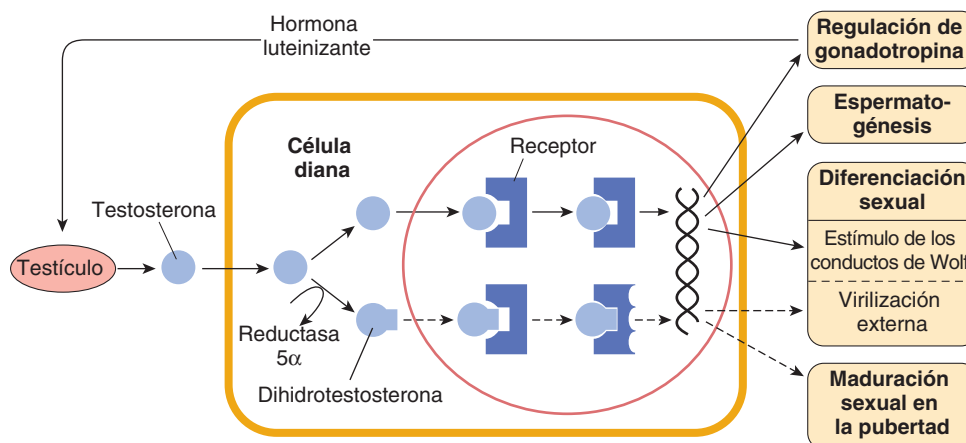 Hormona
luteinizante
Regulación de
gonadotropina
Espermato-
génesis
Célula
diana
Receptor
Diferenciación
sexual
Testosterona
Estímulo de los
conductos de Wolf
Testículo
Virilización
externa
Reductasa
5α
Dihidrotestosterona
Maduración
sexual en
la pubertad